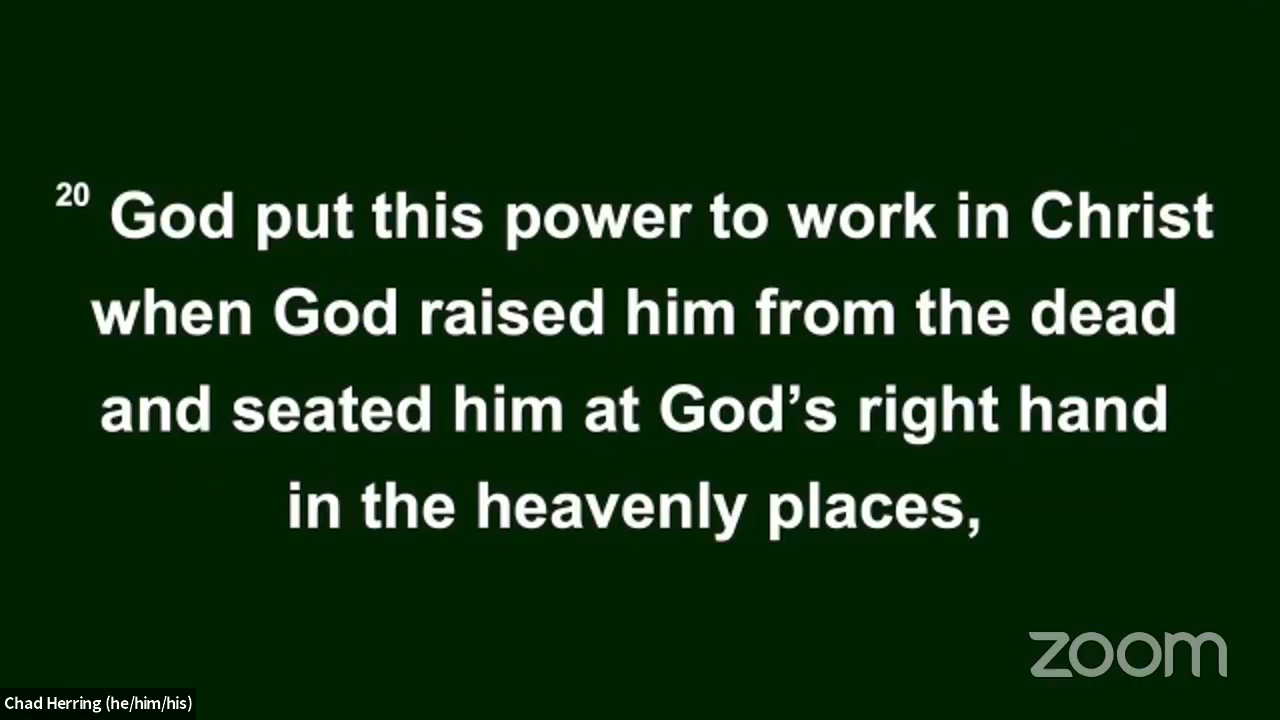 20 God put this power to work in Christ
when God raised him from the dead
and seated him at God’s right hand
in the heavenly places,
zoom
Chad Herring (he/him/his)